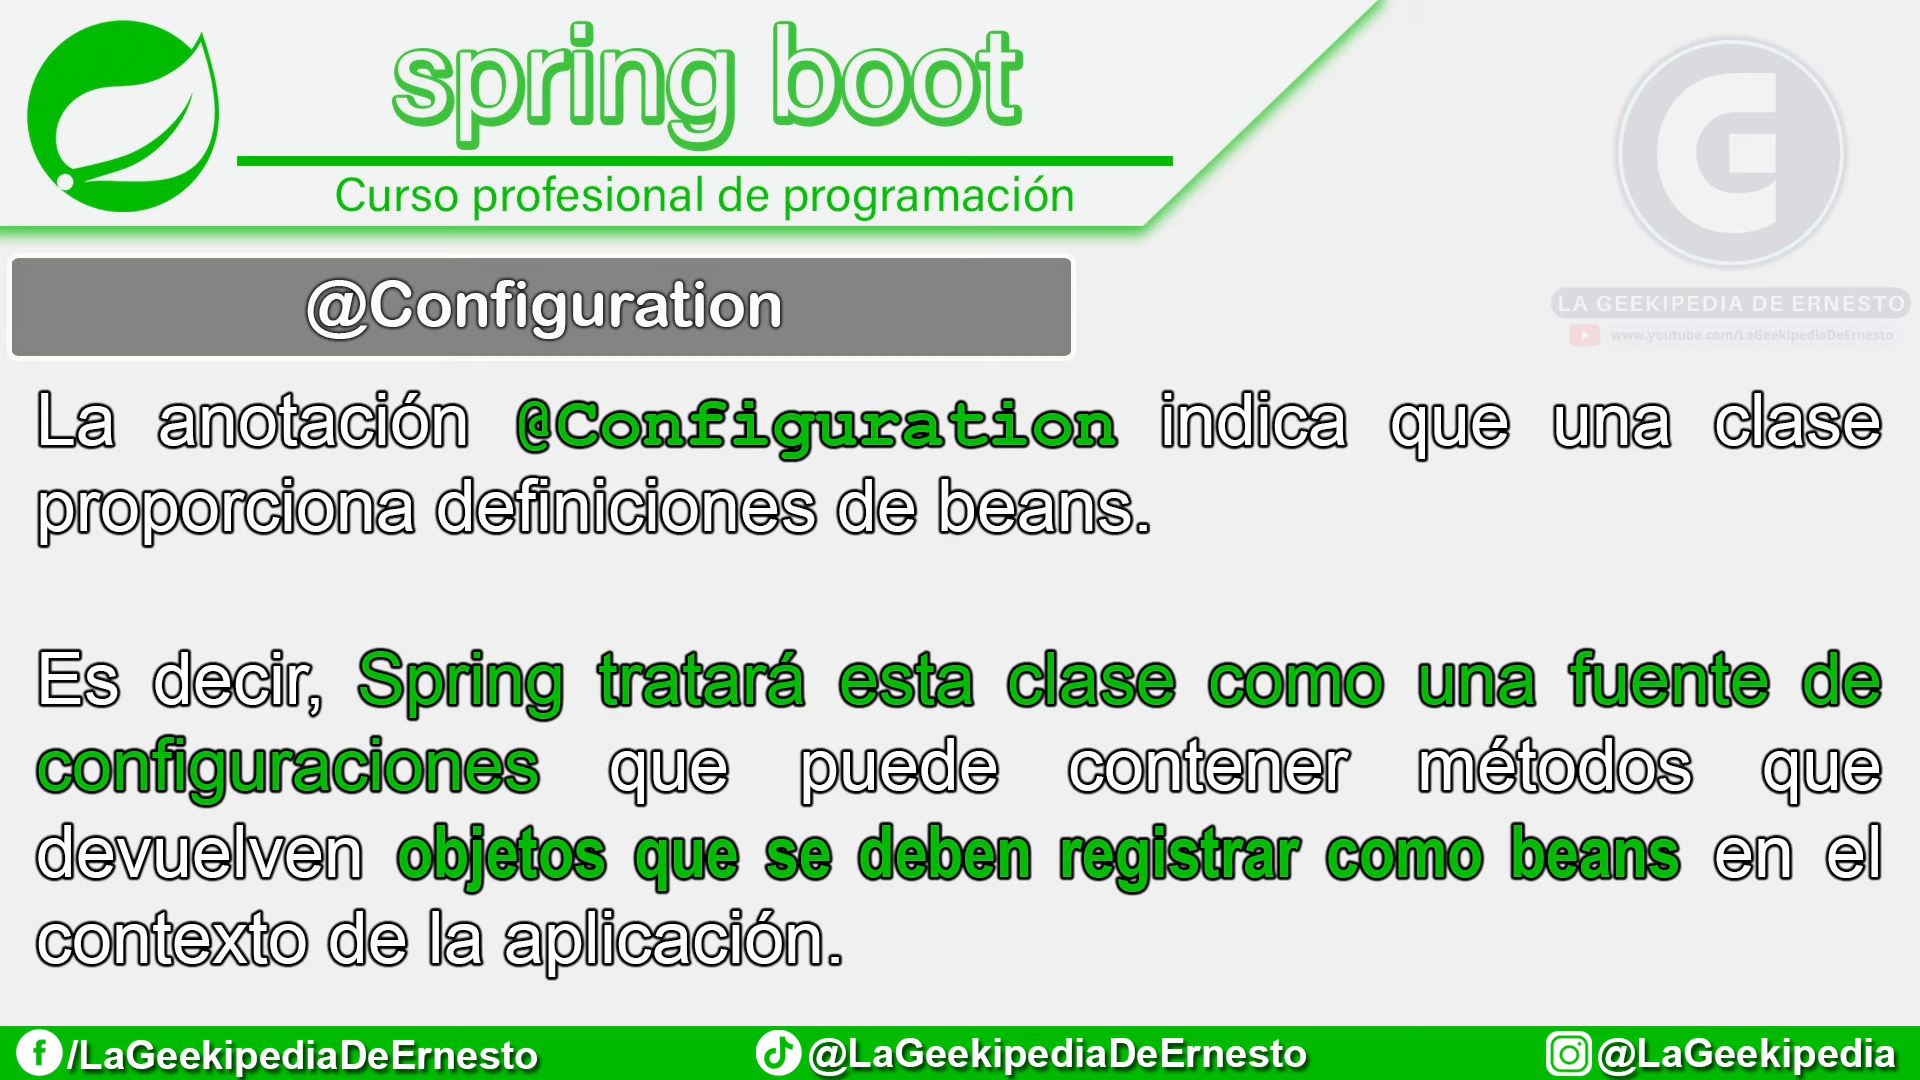 spring boot
Curso profesional de programación
LA GEEKIPEDIA DE ERNESTO
www.youtube.com/LaGeekipediaDeErnesto
@Configuration
La anotación @Configuration indica que una clase
proporciona definiciones de beans.
Es decir, Spring tratará esta clase como una fuente de
configuraciones que puede contener métodos que
devuelven objetos que se deben registrar como beans en el
contexto de la aplicación.
/LaGeekipediaDeErnesto
@LaGeekipediaDeErnesto
@LaGeekipedia